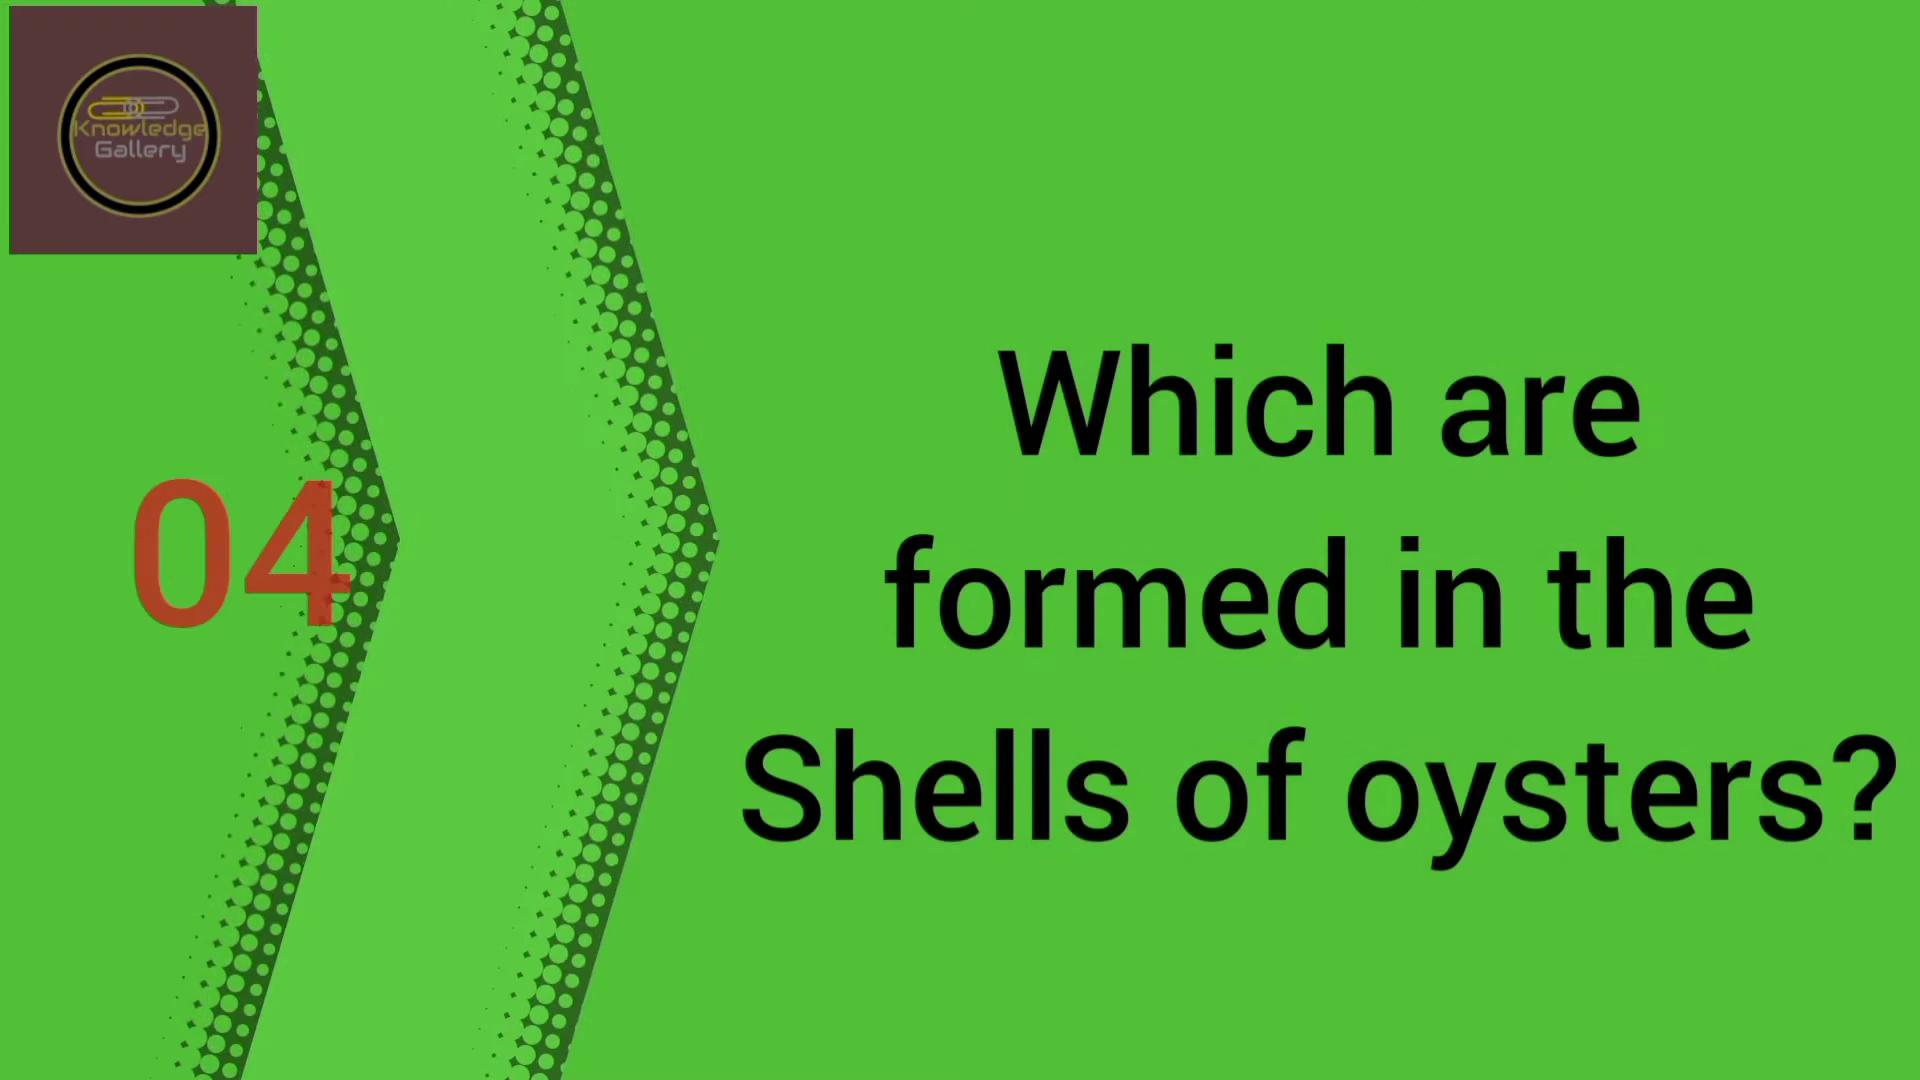 Knowledge
Gallery
04
Which are
formed in the
Shells of oysters?